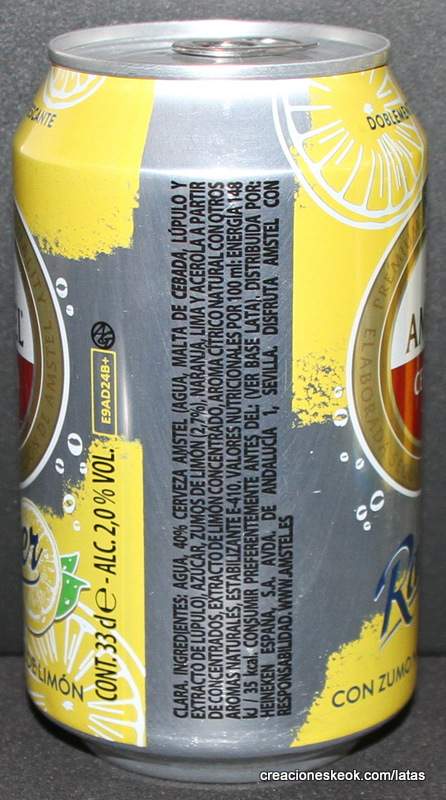 CLARA. INGREDIENTES: AGUA, 40% CERVEZA AMSTEL (AGUA, MALTA DE CEBADA, LÚPULO Y
EXTRACTO DE LÚPULO), AZÚCAR, ZUMOS DE LIMÓN (2,1%), NARANJA, LIMA Y ACEROLA A PARTIR
DE CONCENTRADOS, EXTRACTO DE LIMÓN CONCENTRADO, AROMA CÍTRICO NATURAL CON OTROS
AROMAS NATURALES, ESTABILIZANTE E-410. VALORES NUTRICIONALES POR 100 ml: ENERGÍA 148
kJ / 35 kcal. CONSUMIR PREFERENTEMENTE ANTES DEL: (VER BASE LATA). DISTRIBUIDA POR:
HEINEKEN ESPAÑA, S.A. AVDA. DE ANDALUCÍA 1, SEVILLA. DISFRUTA AMSTEL CON
RESPONSABILIDAD. WWW.AMSTEL.ES
CONT. 33 cl e - ALC. 2,0% VOL.
E9AD24B+
DE LIMÓN
CON ZUMO
creacioneskeok.com/latas